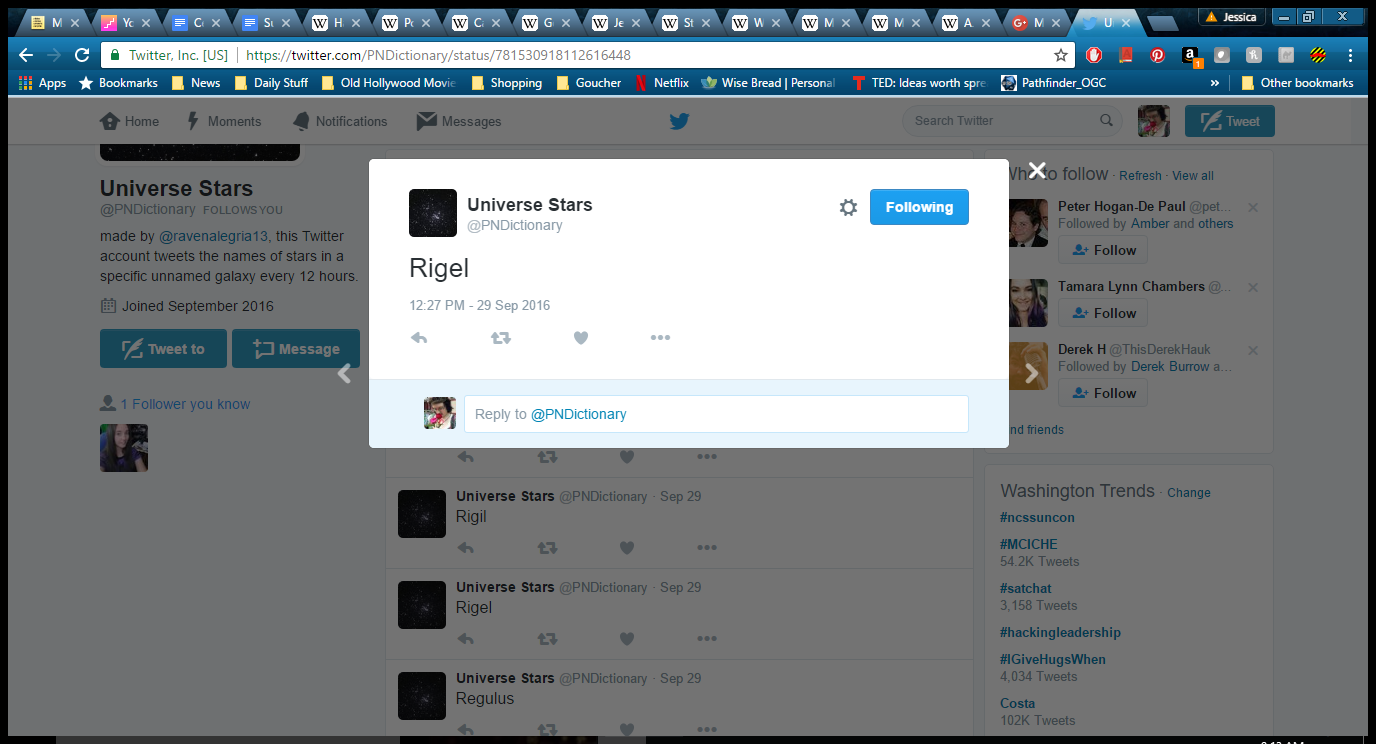 M
Yo
C
S
W H
W P
W C
W G
W Je
W St
W W
W M
W M
W A
G+ M
U
Jessica
Twitter, Inc. [US] | https://twitter.com/PNDictionary/status/781530918112616448
1
Apps Bookmarks News Daily Stuff Old Hollywood Movie Shopping Goucher Netflix Wise Bread | Personal TED: Ideas worth spre Pathfinder_OGC » Other bookmarks
Home Moments Notifications Messages Search Twitter Tweet
Universe Stars
@PNDictionary FOLLOWS YOU
made by @ravenalegria13, this Twitter
account tweets the names of stars in a
specific unnamed galaxy every 12 hours.
Joined September 2016
Tweet to Message
1 Follower you know
Universe Stars
@PNDictionary
Following
Rigel
12:27 PM - 29 Sep 2016
Reply to @PNDictionary
Universe Stars @PNDictionary · Sep 29
Rigil
Universe Stars @PNDictionary · Sep 29
Rigel
Universe Stars @PNDictionary · Sep 29
Regulus
to follow · Refresh · View all
Peter Hogan-De Paul @pet...
Followed by Amber and others
Follow
Tamara Lynn Chambers @...
Follow
Derek H @ThisDerekHauk
Followed by Derek Burrow a...
Follow
nd friends
Washington Trends · Change
#ncssuncon
#MCICHE
54.2K Tweets
#satchat
3,158 Tweets
#hackingleadership
#IGiveHugsWhen
4,034 Tweets
Costa
102K Tweets